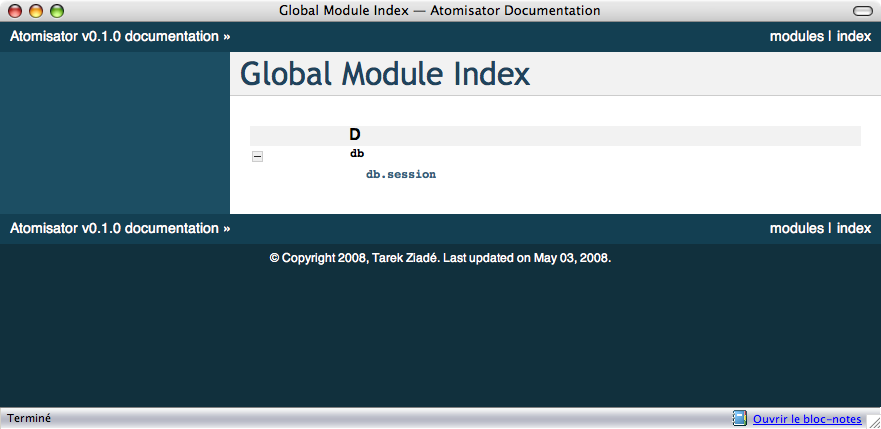 Global Module Index — Atomisator Documentation
Atomisator v0.1.0 documentation » modules | index
Global Module Index
D
db
db.session
Atomisator v0.1.0 documentation » modules | index
© Copyright 2008, Tarek Ziadé. Last updated on May 03, 2008.
Terminé Ouvrir le bloc-notes